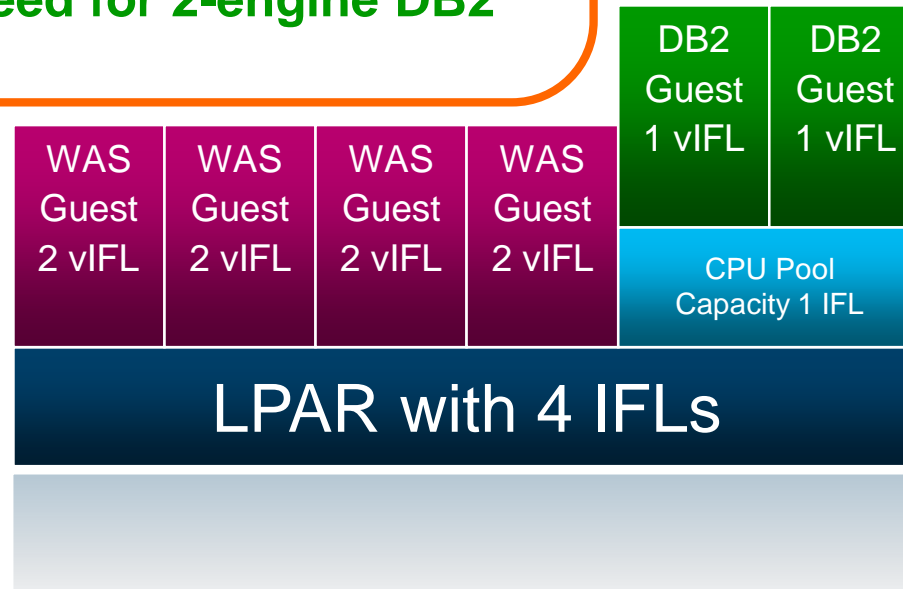 for 2-engine DB2
WAS
Guest
2 vIFL
WAS
Guest
2 vIFL
WAS
Guest
2 vIFL
WAS
Guest
2 vIFL
DB2
Guest
1 vIFL
DB2
Guest
1 vIFL
CPU Pool
Capacity 1 IFL
LPAR with 4 IFLs